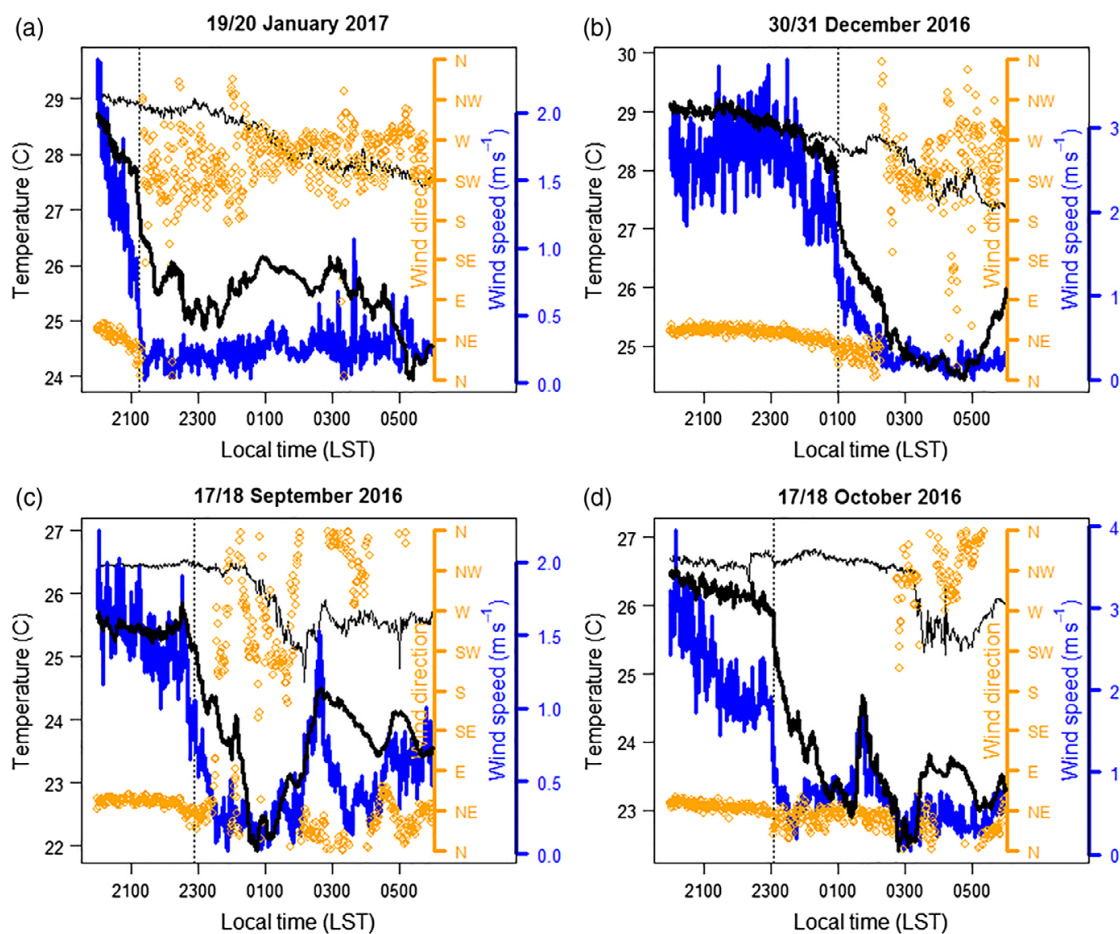 (a)
19/20 January 2017
Temperature (C)
29
28
27
26
25
24
2100
2300
0100
0300
0500
Local time (LST)
N
NW
W
SW
S
SE
E
NE
N
Wind direction
2.0
1.5
1.0
0.5
0.0
Wind speed (m s−1)
(b)
30/31 December 2016
Temperature (C)
30
29
28
27
26
25
2100
2300
0100
0300
0500
Local time (LST)
N
NW
W
SW
S
SE
E
NE
N
Wind direction
3
2
1
0
Wind speed (m s−1)
(c)
17/18 September 2016
Temperature (C)
27
26
25
24
23
22
2100
2300
0100
0300
0500
Local time (LST)
N
NW
W
SW
S
SE
E
NE
N
Wind direction
2.0
1.5
1.0
0.5
0.0
Wind speed (m s−1)
(d)
17/18 October 2016
Temperature (C)
27
26
25
24
23
2100
2300
0100
0300
0500
Local time (LST)
N
NW
W
SW
S
SE
E
NE
N
Wind direction
4
3
2
1
0
Wind speed (m s−1)